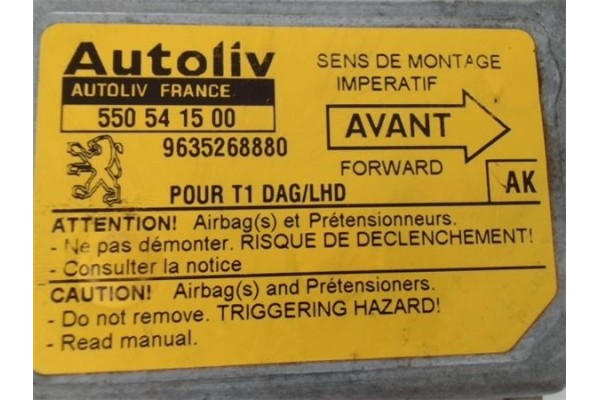 Autoliv
AUTOLIV FRANCE
550 54 15 00
9635268880
POUR T1 DAG/LHD
SENS DE MONTAGE
IMPERATIF
AVANT
FORWARD
AK
ATTENTION! Airbag(s) et Prétensionneurs.
- Ne pas démonter. RISQUE DE DECLENCHEMENT!
- Consulter la notice
CAUTION! Airbag(s) and Prétensioners.
- Do not remove. TRIGGERING HAZARD!
- Read manual.